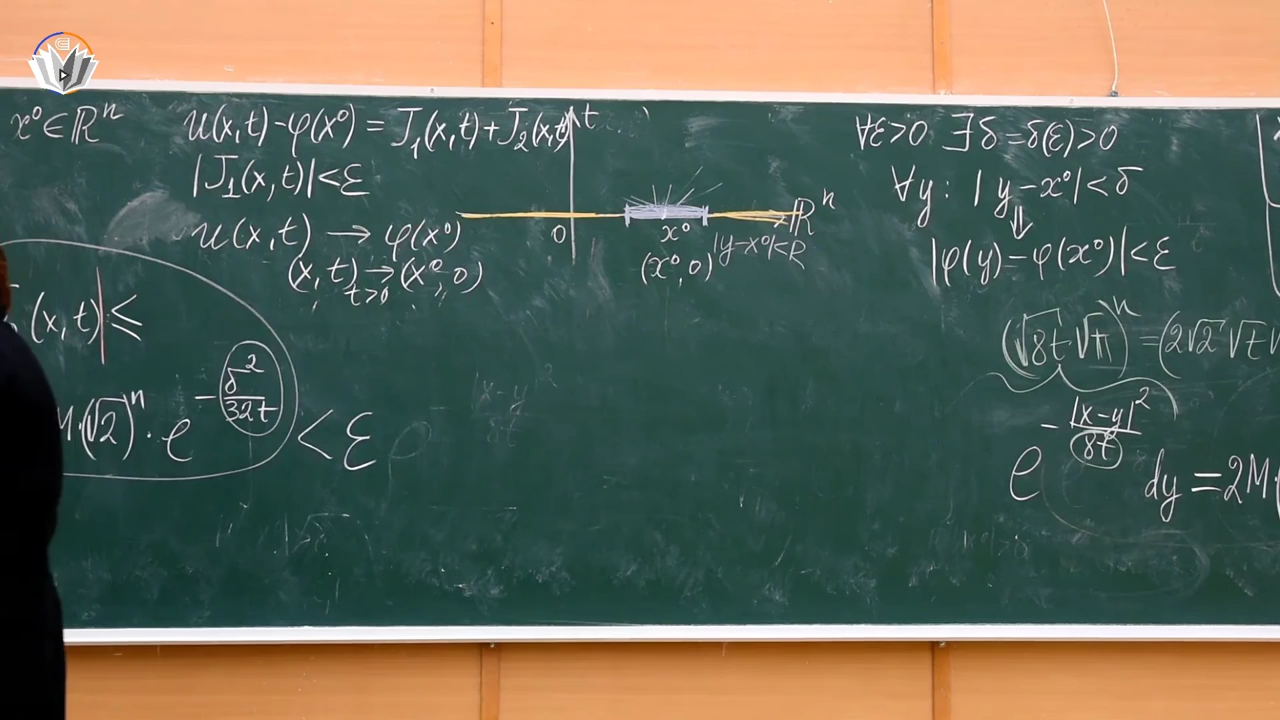 x⁰ ∈ ℝⁿ
u(x,t) − φ(x⁰) = J₁(x,t) + J₂(x,t)
|J₁(x,t)| < ε
u(x,t) → φ(x⁰)
(x,t) → (x⁰,0)
t>0
(x,t)| ≤
M·(√2)ⁿ · e^(−δ²/32t) < ε
t
0
x⁰
ℝⁿ
(x⁰,0)
|y−x⁰|<R
∀ε>0 ∃δ=δ(ε)>0
∀y: |y−x⁰|<δ
⇓
|φ(y)−φ(x⁰)|<ε
(√8t √π)ⁿ = (2√2 √t
e^(−|x−y|²/8t) dy = 2M·